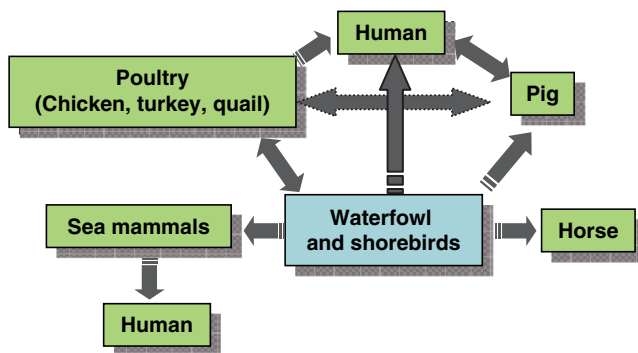 Human
Poultry
(Chicken, turkey, quail)
Pig
Waterfowl
and shorebirds
Sea mammals
Horse
Human